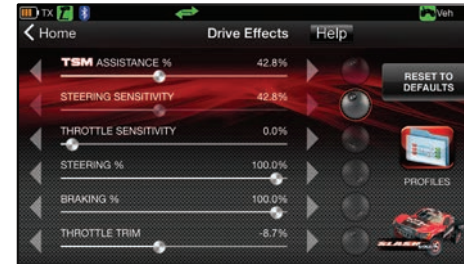 TX Veh
Home Drive Effects Help
TSM ASSISTANCE % 42.8%
STEERING SENSITIVITY 42.8%
THROTTLE SENSITIVITY 0.0%
STEERING % 100.0%
BRAKING % 100.0%
THROTTLE TRIM -8.7%
RESET TO
DEFAULTS
PROFILES
SLASH